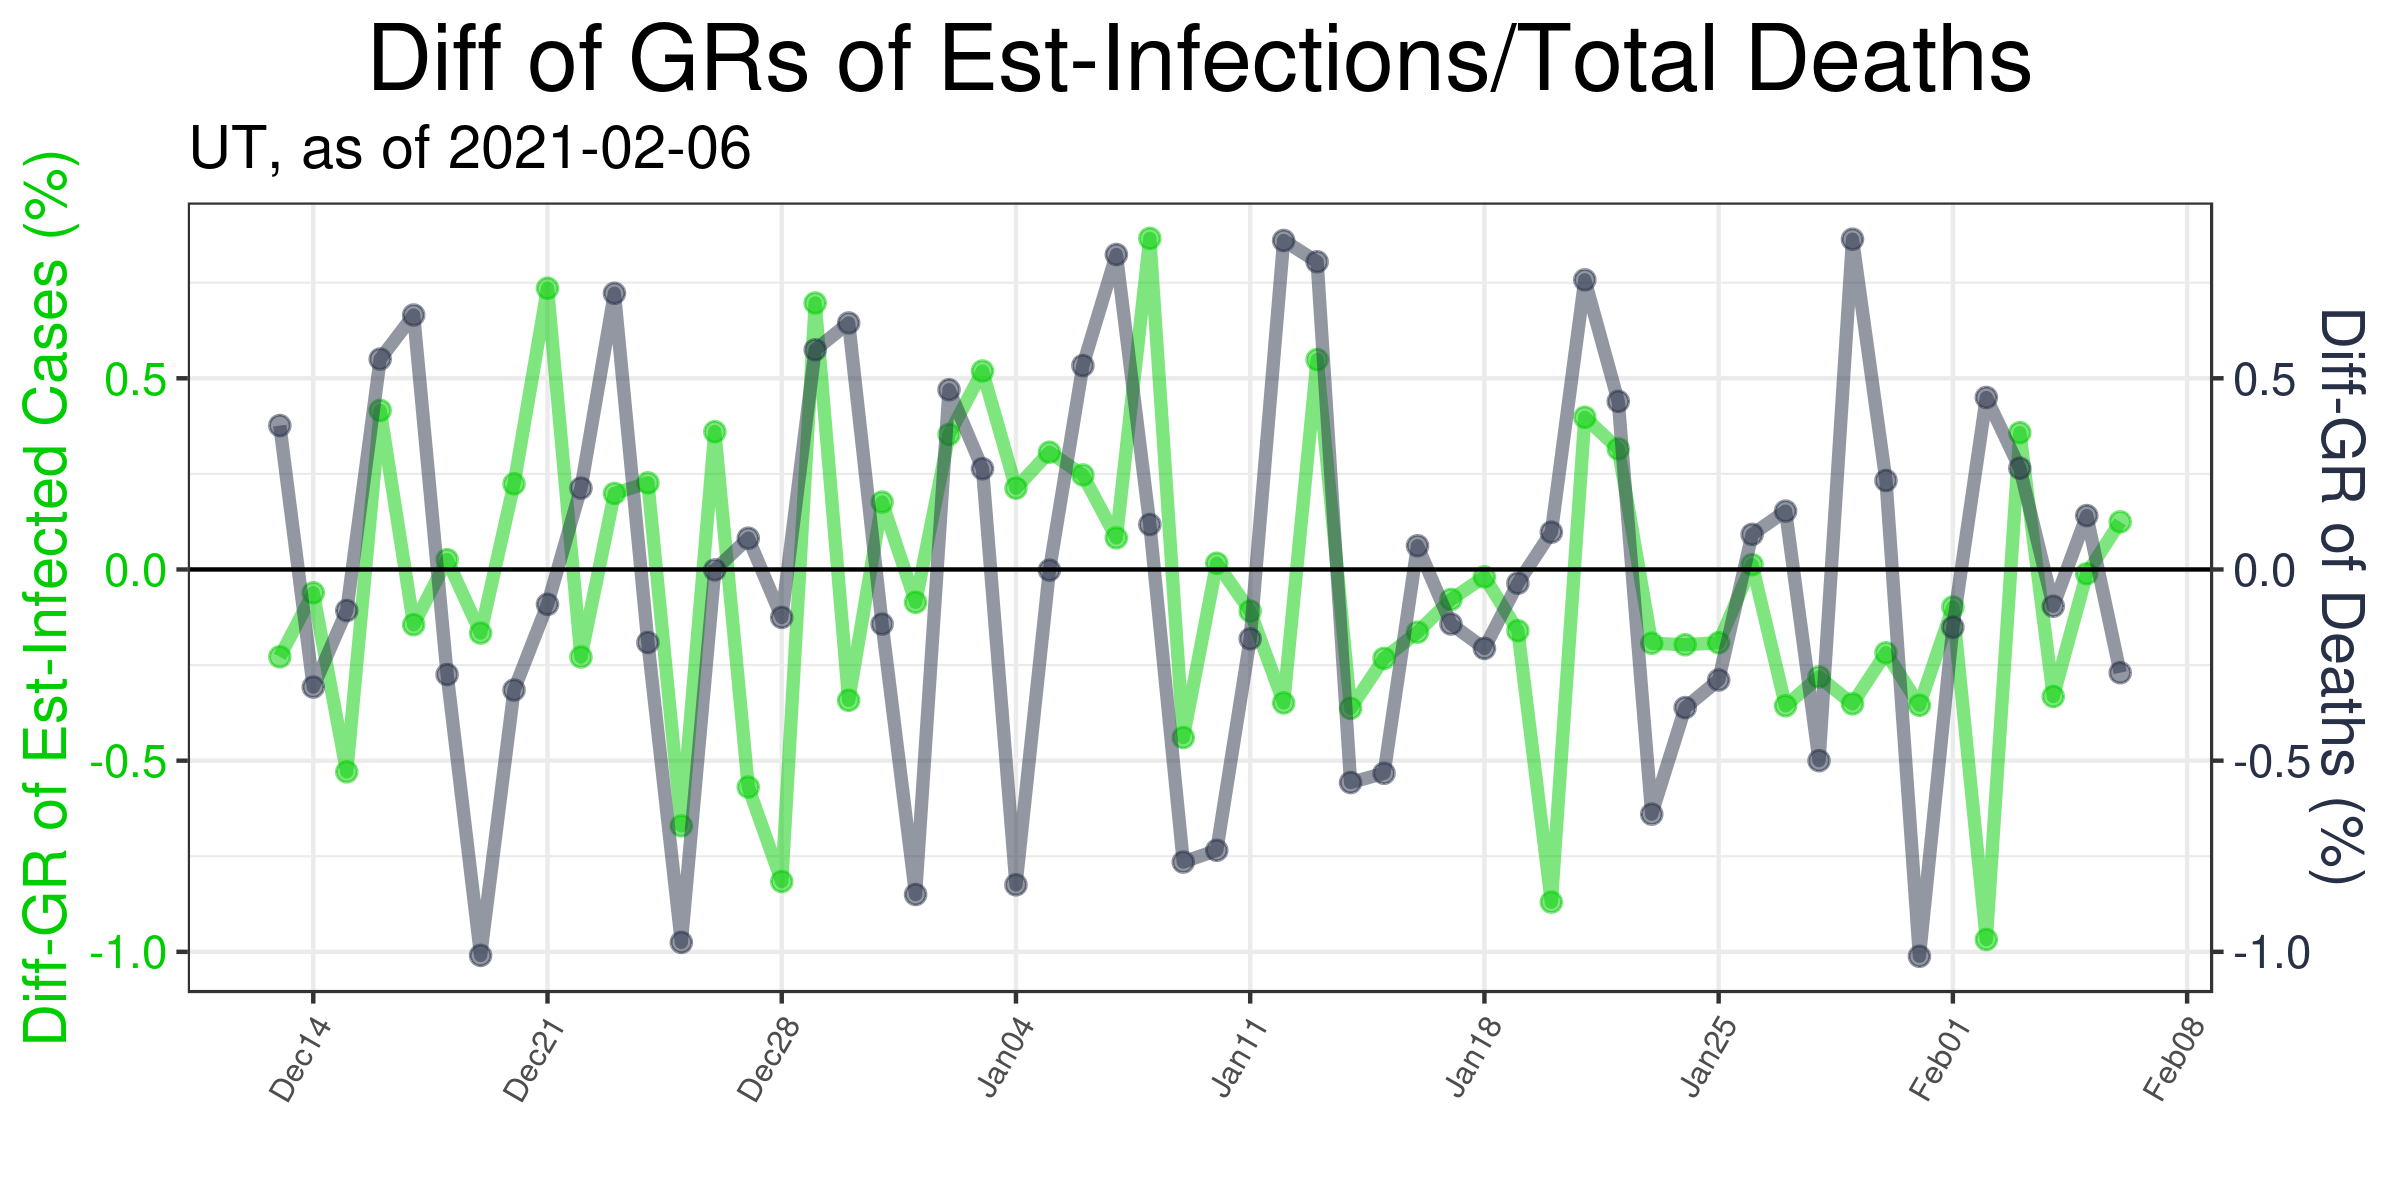 Diff of GRs of Est-Infections/Total Deaths
UT, as of 2021-02-06
Diff-GR of Est-Infected Cases (%)
0.5
0.0
-0.5
-1.0
0.5
0.0
-0.5
-1.0
Diff-GR of Deaths (%)
Dec14
Dec21
Dec28
Jan04
Jan11
Jan18
Jan25
Feb01
Feb08